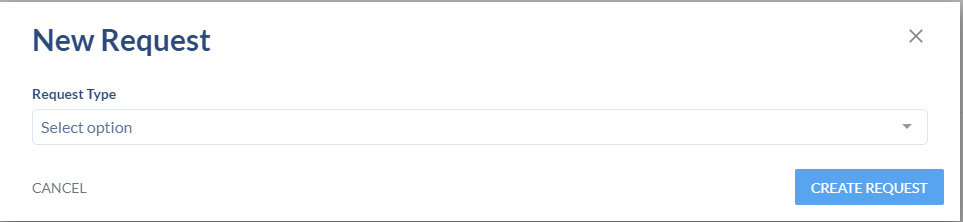 New Request
Request Type
Select option
CANCEL
CREATE REQUEST